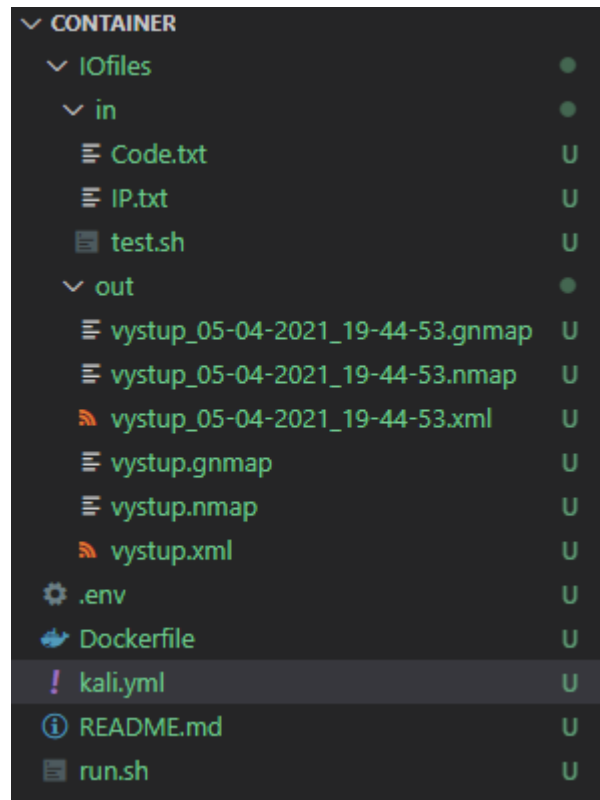 CONTAINER
IOfiles
in
Code.txt U
IP.txt U
test.sh U
out
vystup_05-04-2021_19-44-53.gnmap U
vystup_05-04-2021_19-44-53.nmap U
vystup_05-04-2021_19-44-53.xml U
vystup.gnmap U
vystup.nmap U
vystup.xml U
.env U
Dockerfile U
! kali.yml U
README.md U
run.sh U